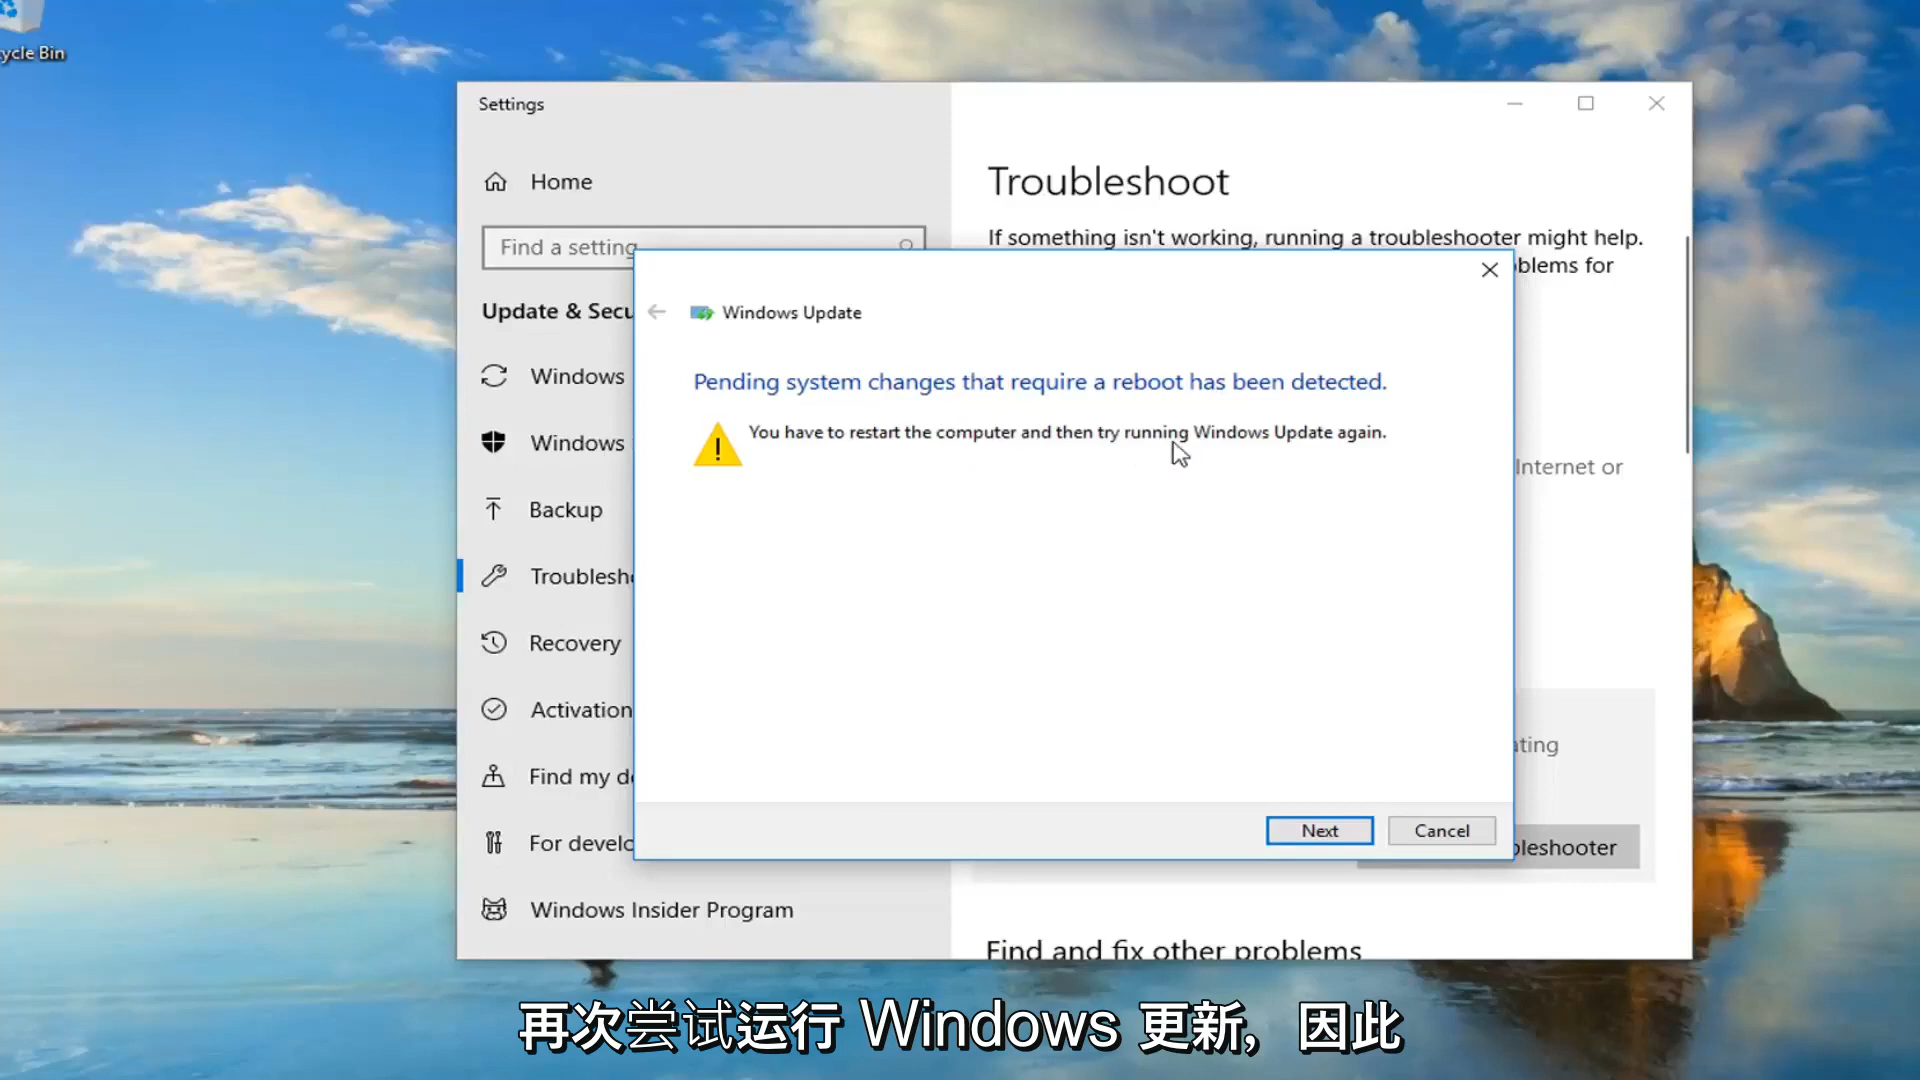 ycle Bin
Settings
Home
Find a setting
Update & Secu
Windows
Windows
Backup
Troublesh
Recovery
Activation
Find my d
For develo
Windows Insider Program
Troubleshoot
If something isn't working, running a troubleshooter might help.
blems for
Internet or
ating
bleshooter
Find and fix other problems
Windows Update
Pending system changes that require a reboot has been detected.
You have to restart the computer and then try running Windows Update again.
Next
Cancel
再次尝试运行 Windows 更新, 因此